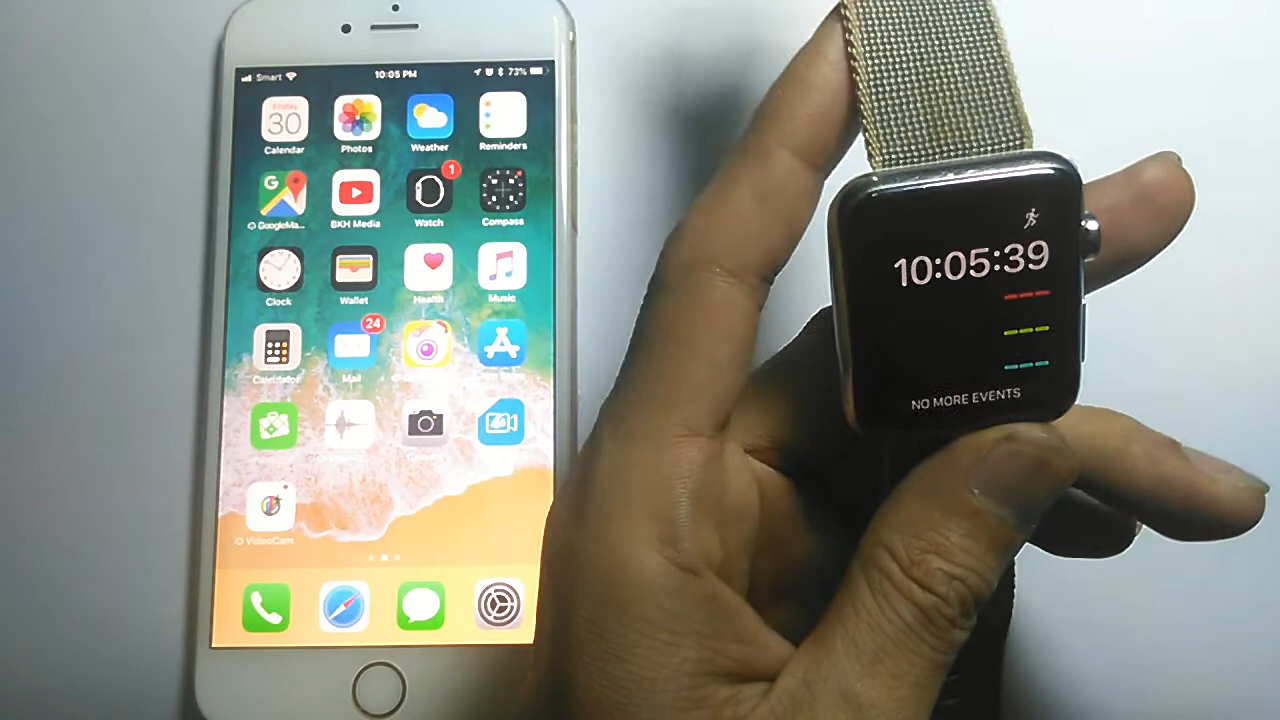 Smart 10:05 PM 73%
Friday
30
Calendar Photos Weather Reminders
G 1
GoogleMa... BKH Media Watch Compass
Clock Wallet Health Music
24
Calculator Mail
VideoCam
10:05:39
NO MORE EVENTS